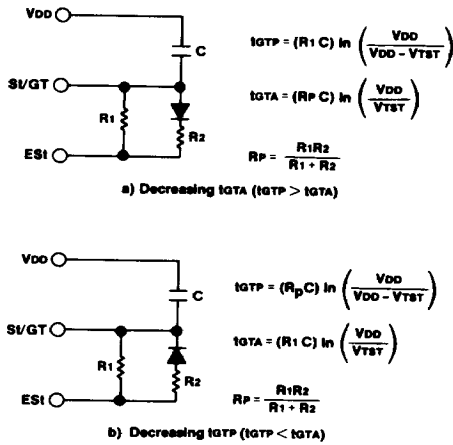 VDD
C
St/GT
R1
R2
ESt
tGTP = (R1 C) ln (VDD / VDD - VTST)
tGTA = (RP C) ln (VDD / VTST)
RP = R1R2 / R1 + R2
a) Decreasing tGTA (tGTP > tGTA)
VDD
C
St/GT
R1
R2
ESt
tGTP = (RpC) ln (VDD / VDD - VTST)
tGTA = (R1 C) ln (VDD / VTST)
RP = R1R2 / R1 + R2
b) Decreasing tGTP (tGTP < tGTA)